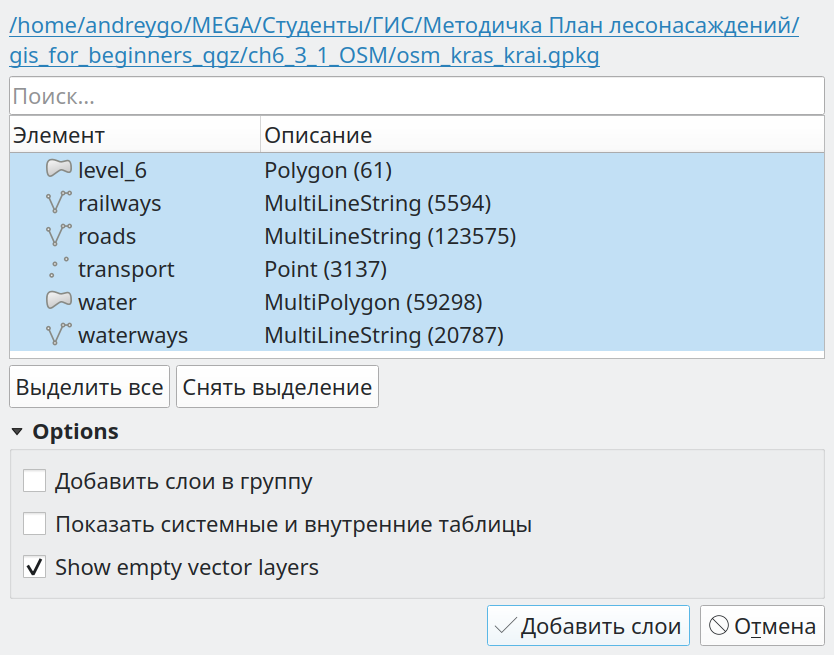 /home/andreygo/MEGA/Студенты/ГИС/Методичка План лесонасаждений/
gis_for_beginners_qgz/ch6_3_1_OSM/osm_kras_krai.gpkg
Поиск...
Элемент Описание
level_6 Polygon (61)
railways MultiLineString (5594)
roads MultiLineString (123575)
transport Point (3137)
water MultiPolygon (59298)
waterways MultiLineString (20787)
Выделить все Снять выделение
Options
Добавить слои в группу
Показать системные и внутренние таблицы
Show empty vector layers
Добавить слои Отмена